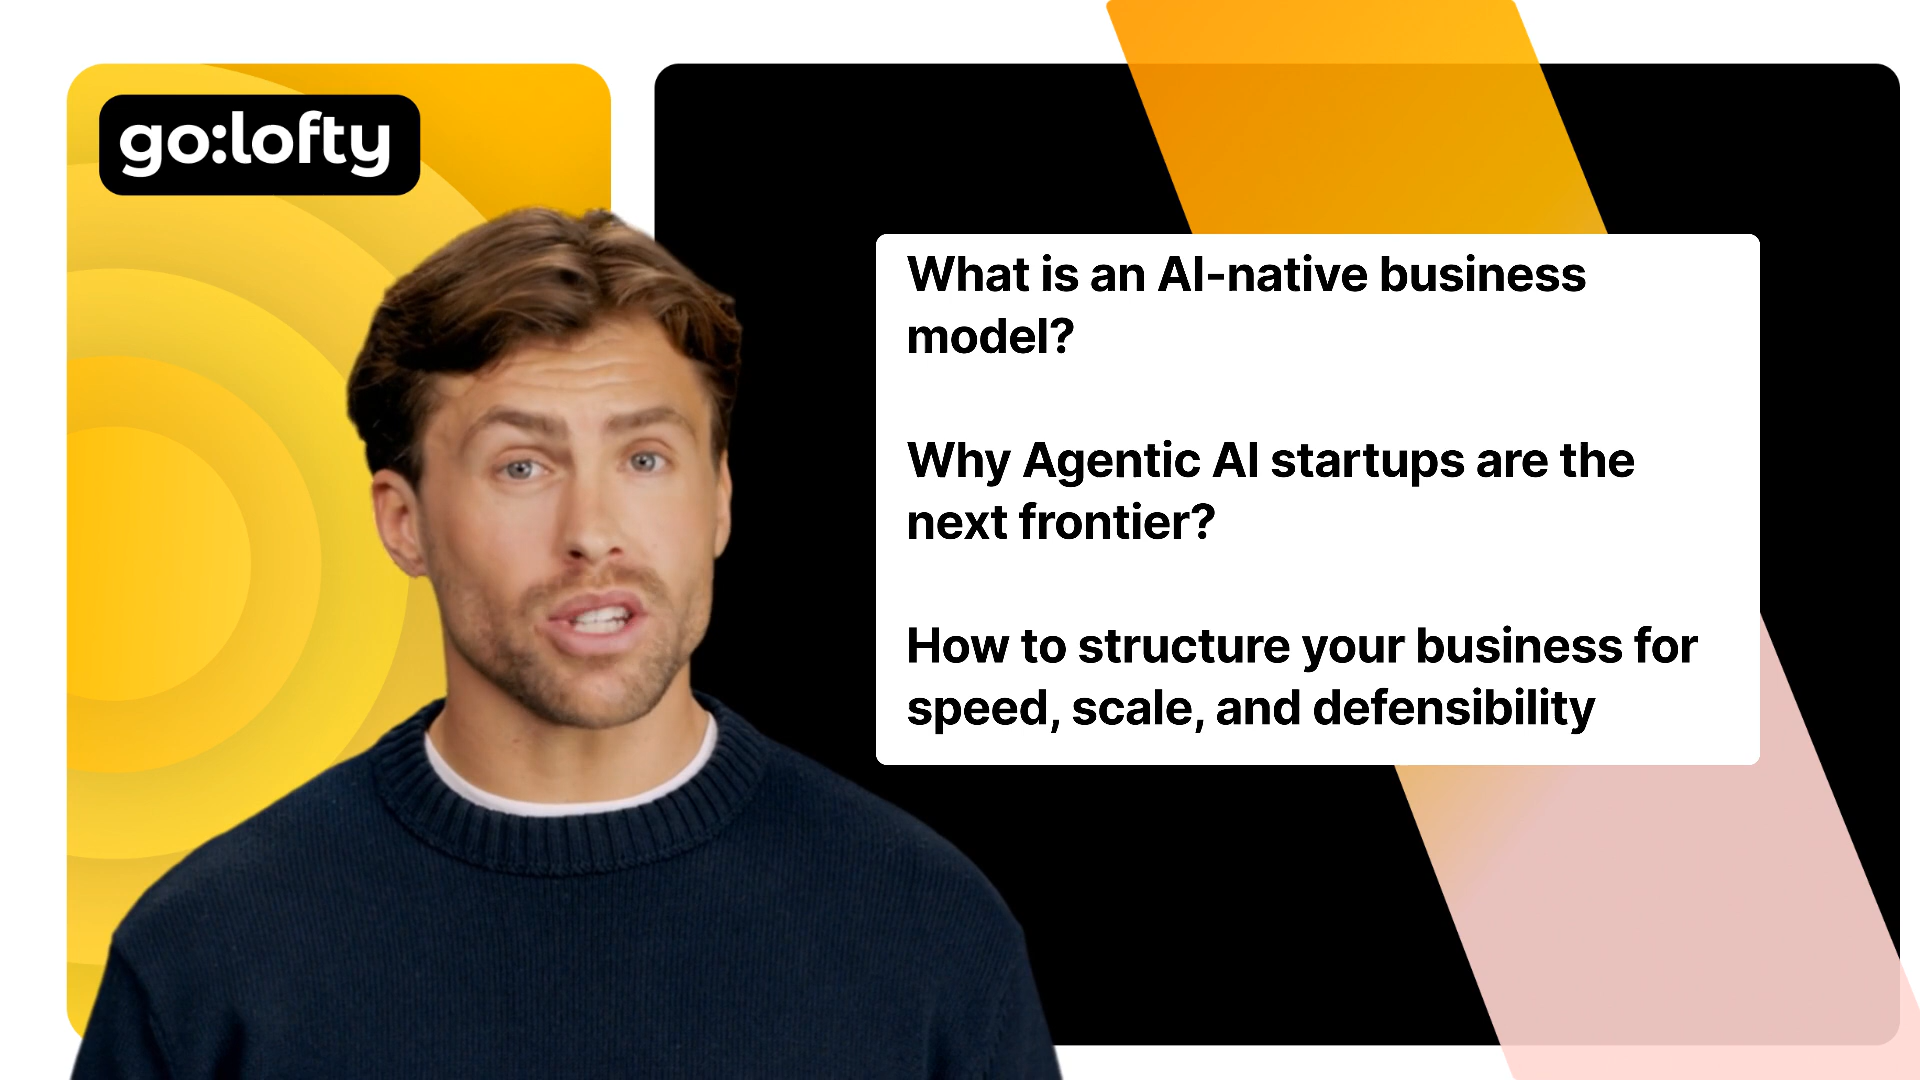 go:lofty
What is an AI-native business
model?
Why Agentic AI startups are the
next frontier?
How to structure your business for
speed, scale, and defensibility